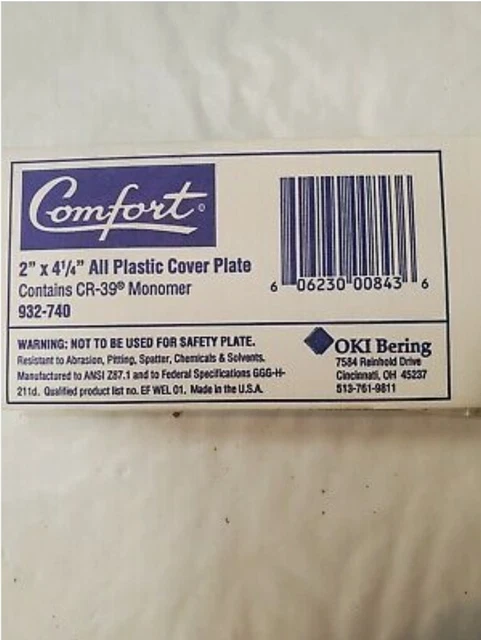 Comfort®
2" x 4¼" All Plastic Cover Plate
Contains CR-39® Monomer
932-740
6 06230 00843 6
WARNING: NOT TO BE USED FOR SAFETY PLATE.
Resistant to Abrasion, Pitting, Spatter, Chemicals & Solvents.
Manufactured to ANSI Z87.1 and to Federal Specifications GGG-H-
211d. Qualified product list no. EF WEL 01. Made in the U.S.A.
OKI Bering
7584 Reinhold Drive
Cincinnati, OH 45237
513-761-9811